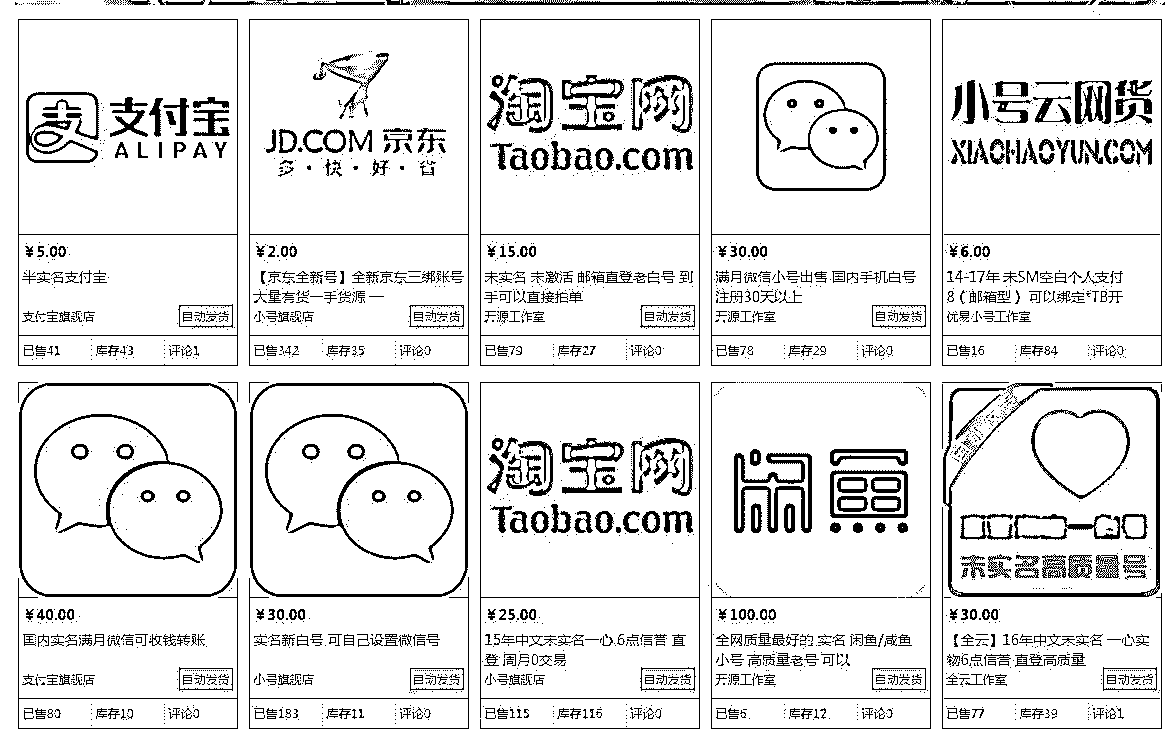 支付宝
ALIPAY
JD.COM 京东
多·快·好·省
淘宝网
Taobao.com
小号云网货
XIAOHAOYUN.COM
¥5.00
半实名支付宝
支付宝旗舰店
自动发货
已售41
库存43
评论1
¥2.00
【京东全新号】全新京东三绑账号
大量有货一手货源 一
小号旗舰店
自动发货
已售342
库存35
评论0
¥15.00
未实名 未激活 邮箱直登老白号 到
手可以直接拍单
开源工作室
自动发货
已售79
库存27
评论0
¥30.00
满月微信小号出售 国内手机白号
注册30天以上
开源工作室
自动发货
已售78
库存29
评论0
¥6.00
14-17年 未SM空白个人支付
8（邮箱型） 可以绑定*TB开
优易小号工作室
已售16
库存84
评论0
淘宝网
Taobao.com
闲鱼
未实名高质量号
¥40.00
国内实名满月微信可收钱转账
支付宝旗舰店
自动发货
已售80
库存10
评论0
¥30.00
实名新白号 可自己设置微信号
小号旗舰店
自动发货
已售183
库存11
评论0
¥25.00
15年中文未实名一心.6点信誉 直
登 周月0交易
小号旗舰店
自动发货
已售115
库存116
评论0
¥100.00
全网质量最好的 实名 闲鱼/咸鱼
小号 高质量老号 可以
开源工作室
自动发货
已售6
库存12
评论0
¥30.00
【全云】16年中文未实名 一心实
物6点信誉 直登高质量
全云工作室
自动发货
已售77
库存39
评论1